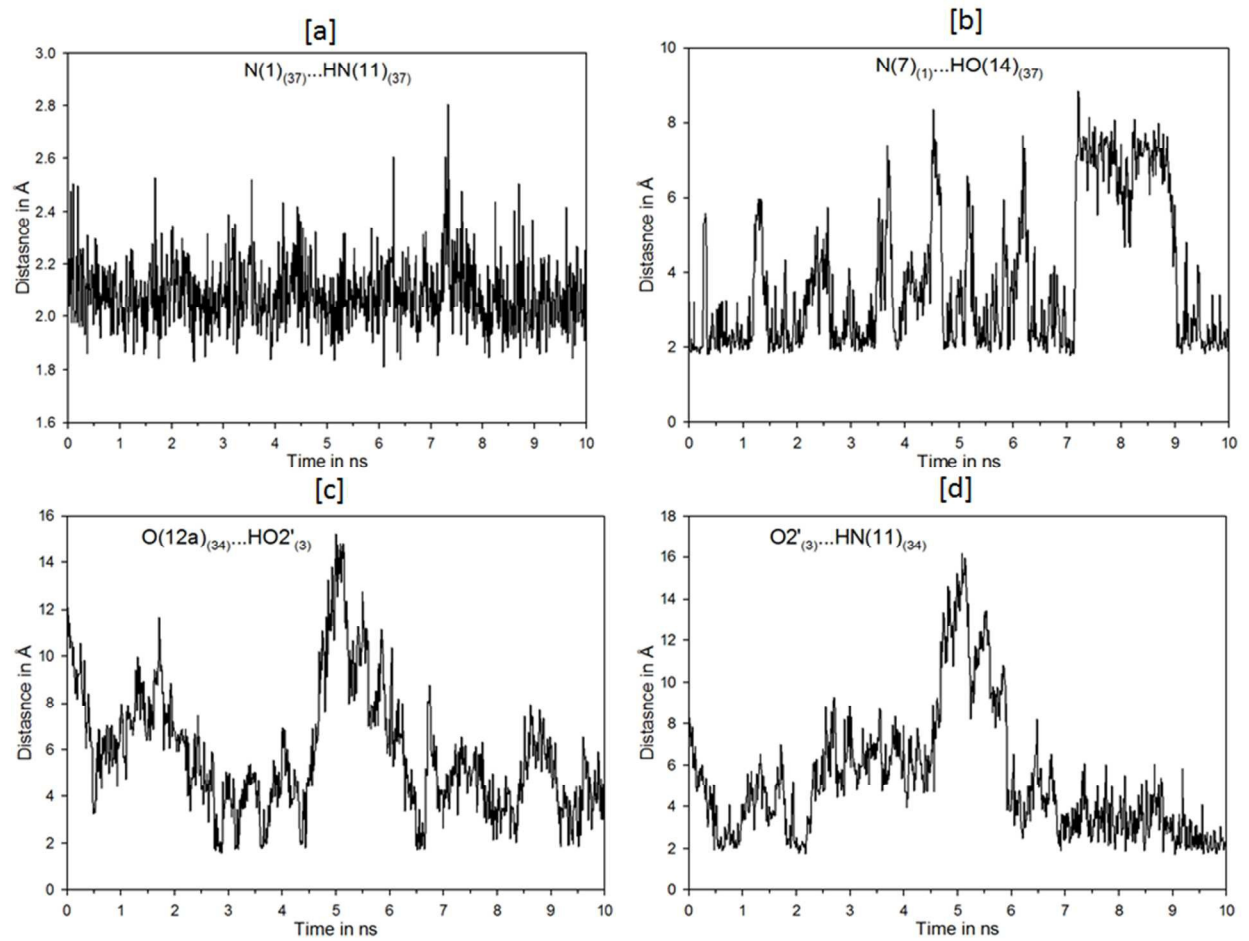 [a]
N(1)(37)...HN(11)(37)
Distasnce in Å
3.0
2.8
2.6
2.4
2.2
2.0
1.8
1.6
0 1 2 3 4 5 6 7 8 9 10
Time in ns
[b]
N(7)(1)...HO(14)(37)
Distasnce in Å
10
8
6
4
2
0
0 1 2 3 4 5 6 7 8 9 10
Time in ns
[c]
O(12a)(34)...HO2'(3)
Distasnce in Å
16
14
12
10
8
6
4
2
0
0 1 2 3 4 5 6 7 8 9 10
Time in ns
[d]
O2'(3)...HN(11)(34)
Distasnce in Å
18
16
14
12
10
8
6
4
2
0
0 1 2 3 4 5 6 7 8 9 10
Time in ns